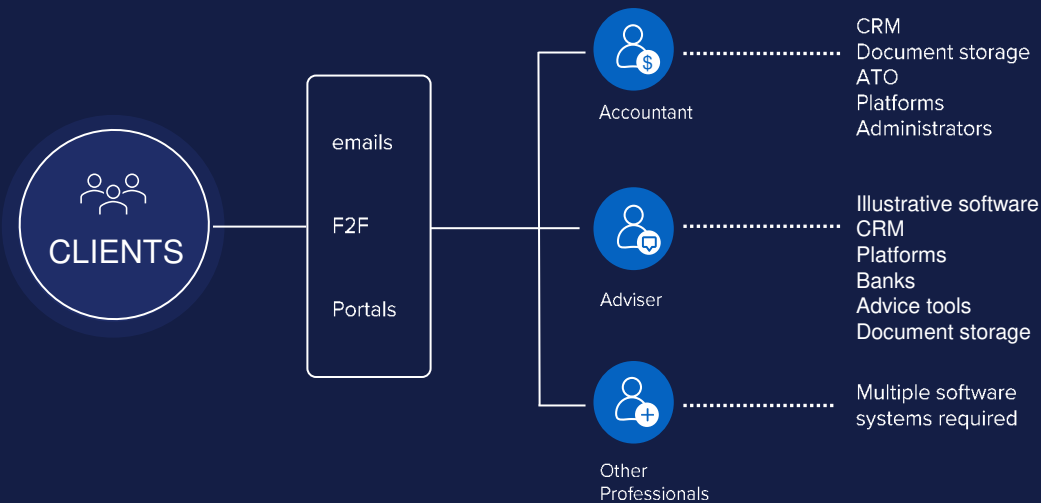 CLIENTS
emails
F2F
Portals
$
Accountant
CRM
Document storage
ATO
Platforms
Administrators
Adviser
Illustrative software
CRM
Platforms
Banks
Advice tools
Document storage
Other
Professionals
Multiple software
systems required